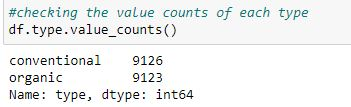 #checking the value counts of each type
df.type.value_counts()
conventional    9126
organic         9123
Name: type, dtype: int64